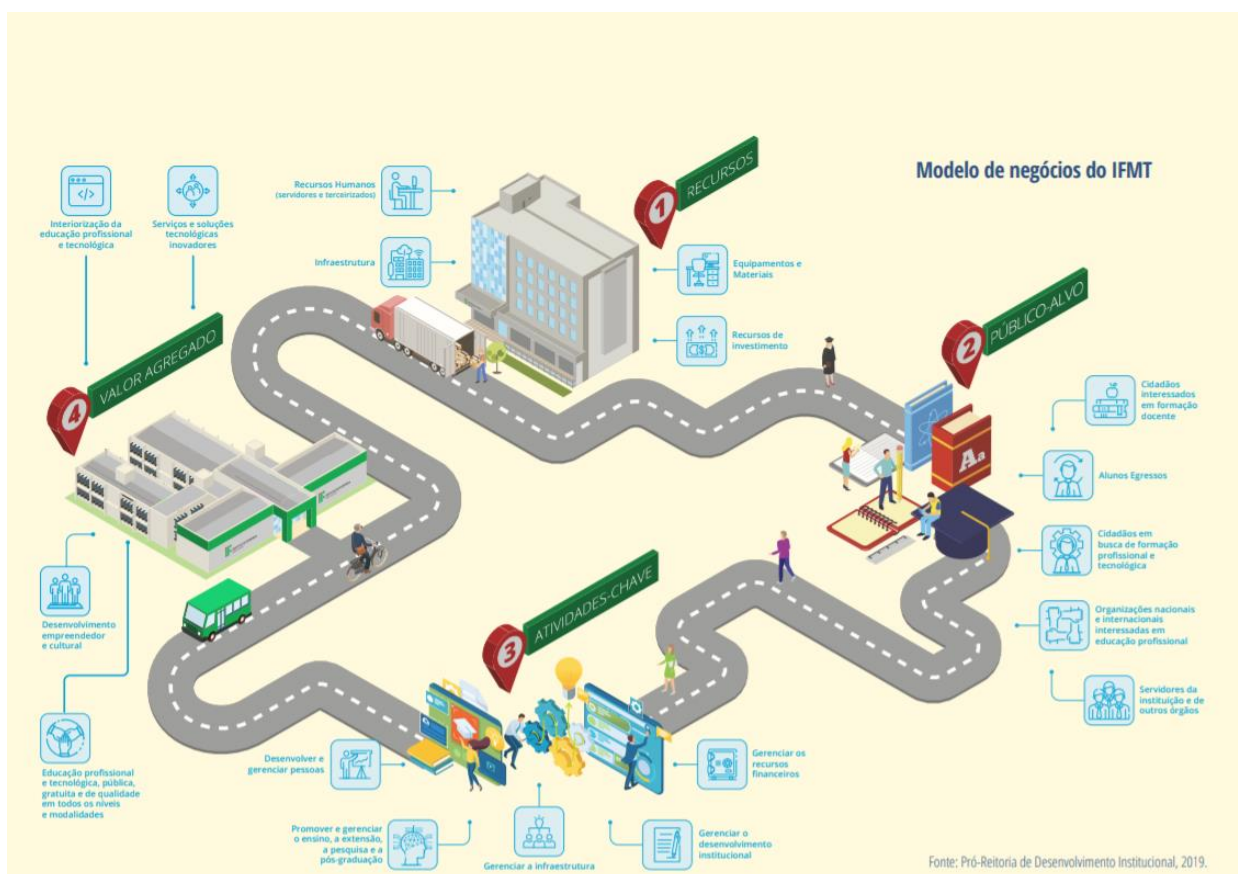 Modelo de negócios do IFMT
1
RECURSOS
Recursos Humanos
(servidores e terceirizados)
Infraestrutura
Equipamentos e
Materiais
Recursos de
investimento
2
PÚBLICO-ALVO
Cidadãos
interessados
em formação
docente
Alunos Egressos
Cidadãos em
busca de formação
profissional e
tecnológica
Organizações nacionais
e internacionais
interessadas em
educação profissional
Servidores da
instituição e de
outros órgãos
Aa
3
ATIVIDADES-CHAVE
Desenvolver e
gerenciar pessoas
Promover e gerenciar
o ensino, a extensão,
a pesquisa e a
pós-graduação
Gerenciar a infraestrutura
Gerenciar o
desenvolvimento
institucional
Gerenciar os
recursos
financeiros
4
VALOR AGREGADO
Interiorização da
educação profissional
e tecnológica
Serviços e soluções
tecnológicas
inovadores
Desenvolvimento
empreendedor
e cultural
Educação profissional
e tecnológica, pública,
gratuita e de qualidade
em todos os níveis
e modalidades
Fonte: Pró-Reitoria de Desenvolvimento Institucional, 2019.